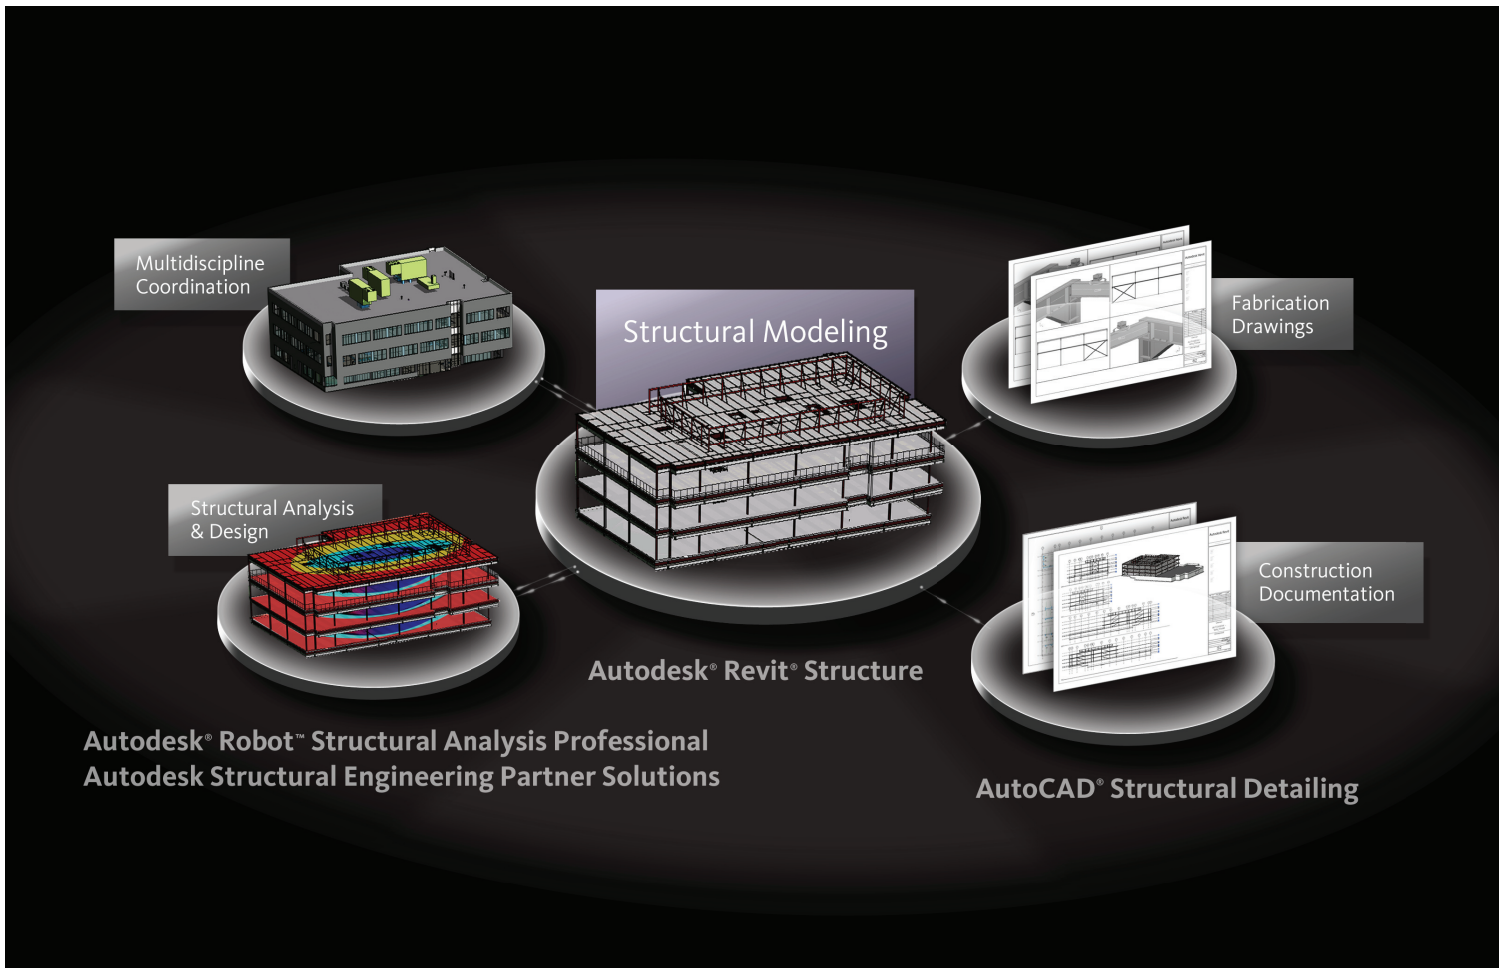 Multidiscipline
Coordination
Structural Modeling
Fabrication
Drawings
Structural Analysis
& Design
Construction
Documentation
Autodesk® Revit® Structure
Autodesk® Robot™ Structural Analysis Professional
Autodesk Structural Engineering Partner Solutions
AutoCAD® Structural Detailing